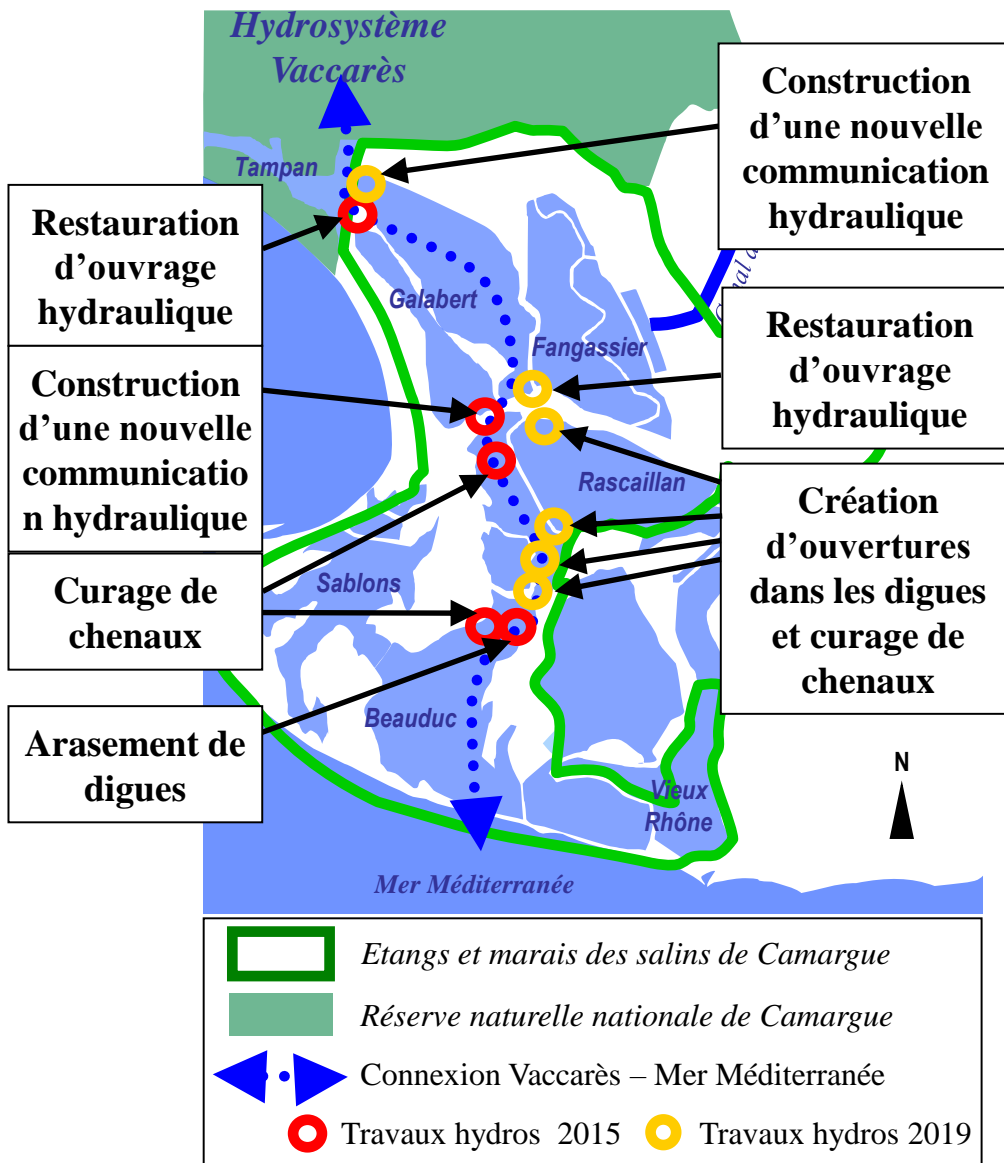 Hydrosystème
Vaccarès
Construction
d’une nouvelle
communication
hydraulique
Tampan
Restauration
d’ouvrage
hydraulique
Galabert
Fangassier
Restauration
d’ouvrage
hydraulique
Construction
d’une nouvelle
communicatio
n hydraulique
Rascaillan
Création
d’ouvertures
dans les digues
et curage de
chenaux
Curage de
chenaux
Sablons
Beauduc
Arasement de
digues
Vieux
Rhône
N
Mer Méditerranée
Etangs et marais des salins de Camargue
Réserve naturelle nationale de Camargue
Connexion Vaccarès – Mer Méditerranée
Travaux hydros 2015
Travaux hydros 2019